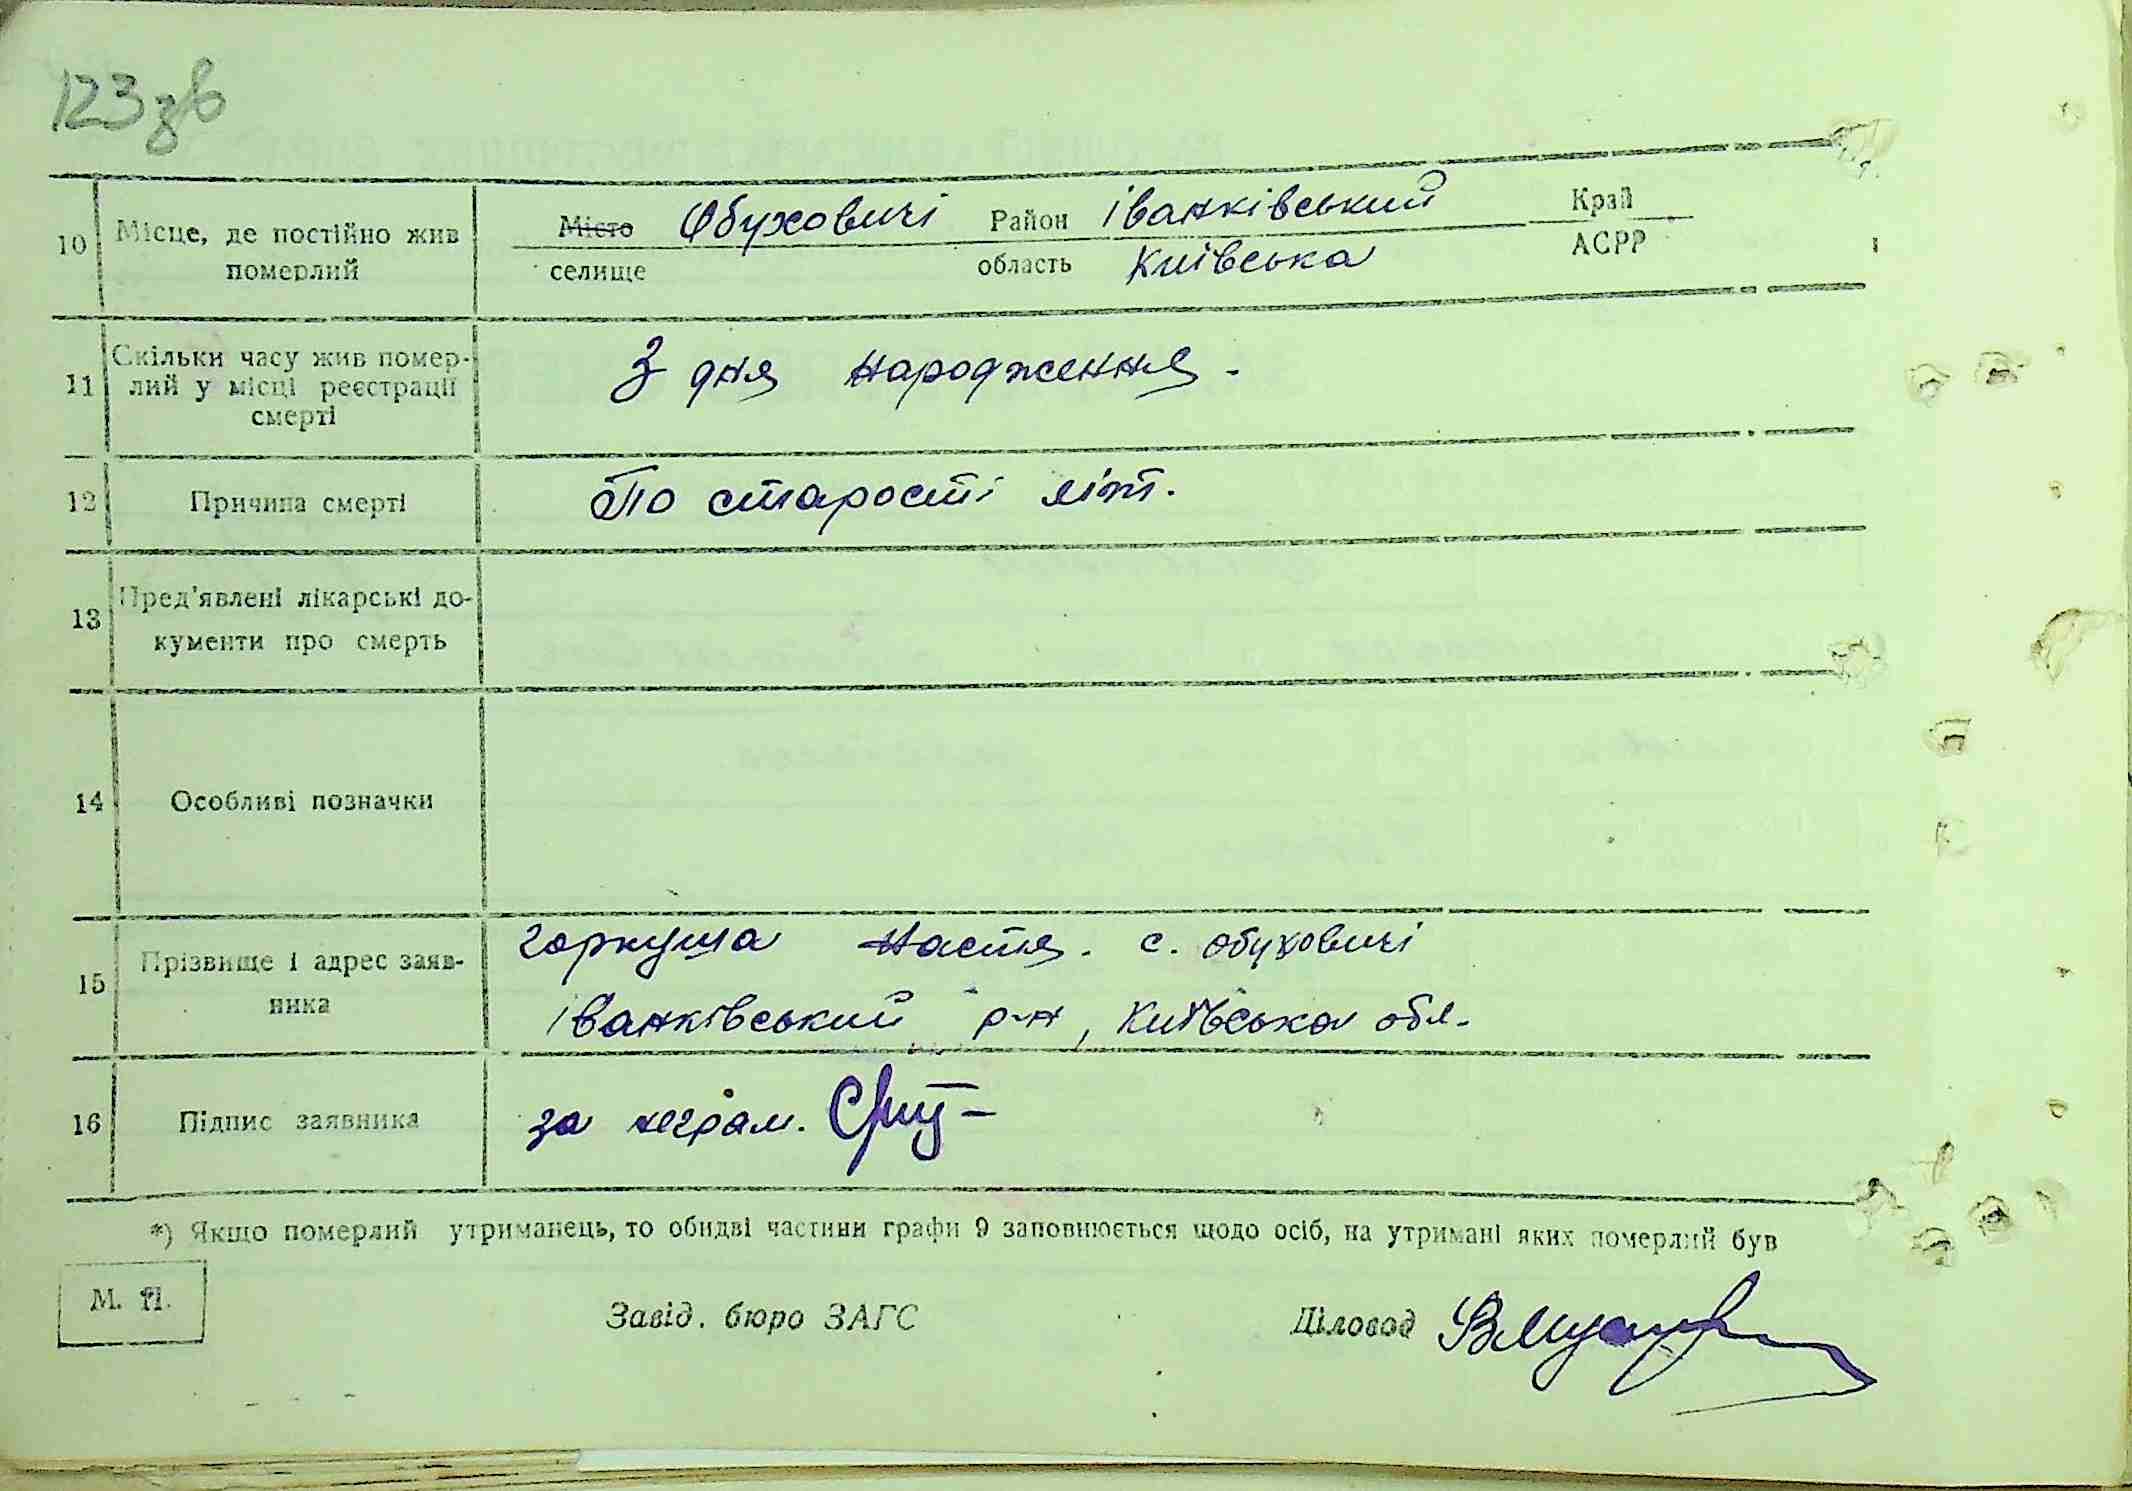 123 зв
10 Місце, де постійно жив померлий
Місто Обуховичі Район Іванківський Край
селище область Київська АСРР
11 Скільки часу жив помер-
лий у місці реєстрації
смерті
З дня народження.
12 Причина смерті По старості літ.
13 Пред'явлені лікарські до-
кументи про смерть
14 Особливі позначки
15 Прізвище і адрес заяв-
ника
Горкуша Настя. с. Обуховичі
Іванківський р-н, Київська обл.
16 Підпис заявника за неграм.
*) Якщо померлий утриманець, то обидві частини графи 9 заповнюється щодо осіб, на утримані яких померлий був
М. П.
Завід. бюро ЗАГС Діловод